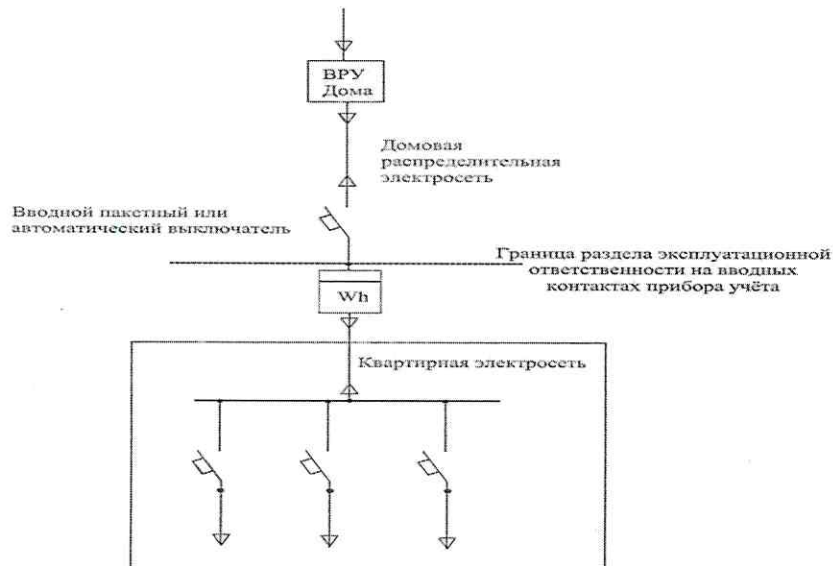 ВРУ
Дома
Домовая
распределительная
электросеть
Вводной пакетный или
автоматический выключатель
Граница раздела эксплуатационной
ответственности на вводных
контактах прибора учёта
Wh
Квартирная электросеть